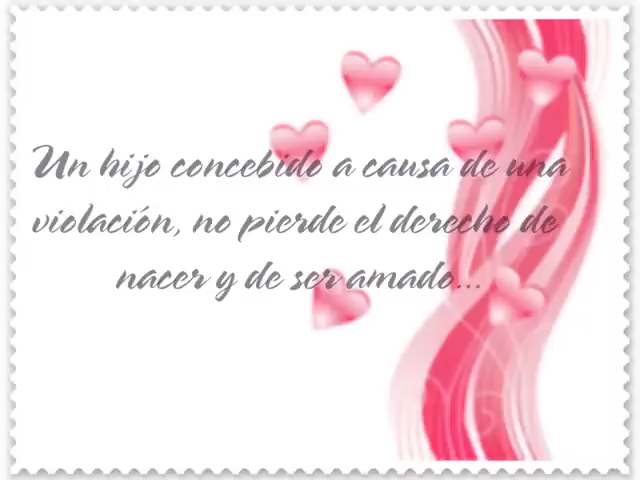 Un hijo concebido a causa de una
violación, no pierde el derecho de
nacer y de ser amado...